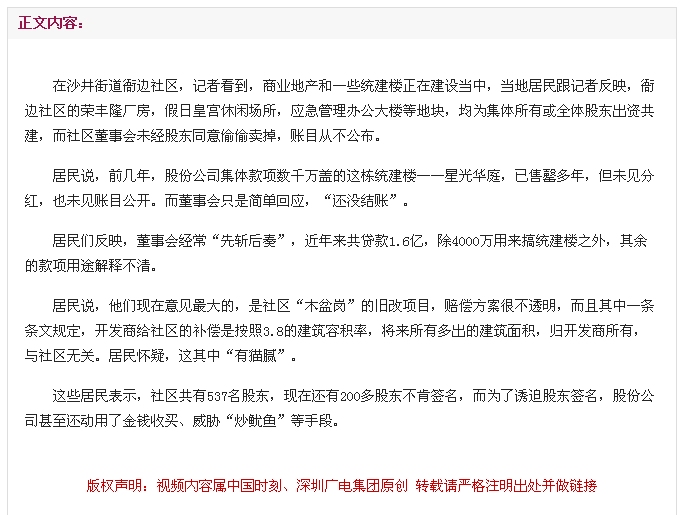 正文内容：
在沙井街道衙边社区，记者看到，商业地产和一些统建楼正在建设当中，当地居民跟记者反映，衙
边社区的荣丰隆厂房，假日皇宫休闲场所，应急管理办公大楼等地块，均为集体所有或全体股东出资共
建，而社区董事会未经股东同意偷偷卖掉，账目从不公布。
居民说，前几年，股份公司集体款项数千万盖的这栋统建楼一一星光华庭，已售罄多年，但未见分
红，也未见账目公开。而董事会只是简单回应，“还没结账”。
居民们反映，董事会经常“先斩后奏”，近年来共贷款1.6亿，除4000万用来搞统建楼之外，其余
的款项用途解释不清。
居民说，他们现在意见最大的，是社区“木盆岗”的旧改项目，赔偿方案很不透明，而且其中一条
条文规定，开发商给社区的补偿是按照3.8的建筑容积率，将来所有多出的建筑面积，归开发商所有，
与社区无关。居民怀疑，这其中“有猫腻”。
这些居民表示，社区共有537名股东，现在还有200多股东不肯签名，而为了诱迫股东签名，股份公
司甚至还动用了金钱收买、威胁“炒鱿鱼”等手段。
版权声明：视频内容属中国时刻、深圳广电集团原创 转载请严格注明出处并做链接